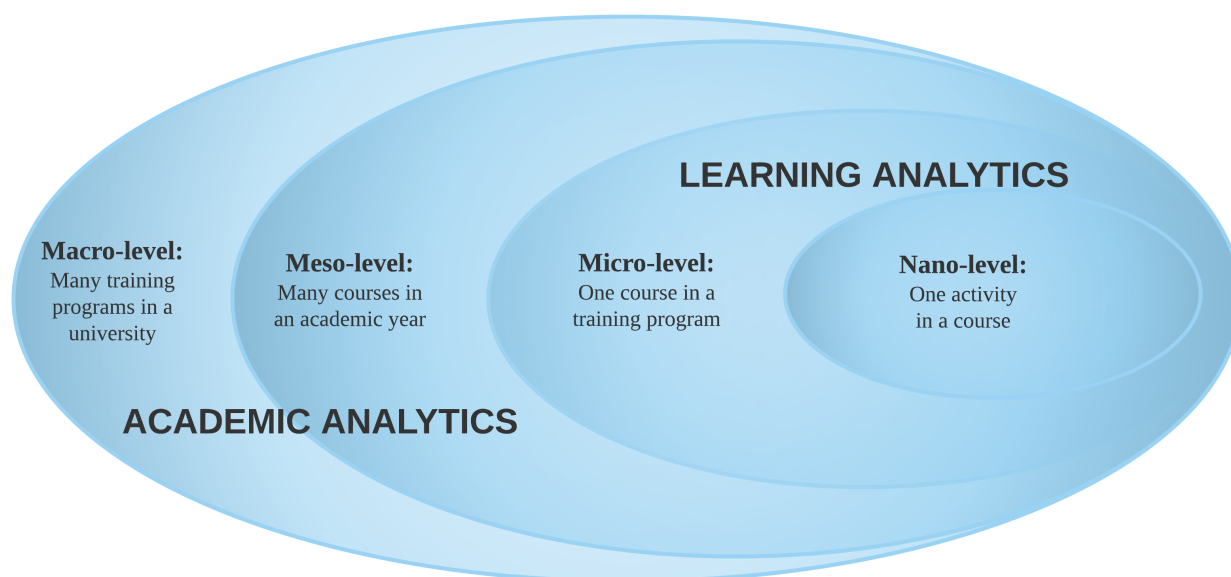 LEARNING ANALYTICS
Macro-level:
Many training
programs in a
university
Meso-level:
Many courses in
an academic year
Micro-level:
One course in a
training program
Nano-level:
One activity
in a course
ACADEMIC ANALYTICS